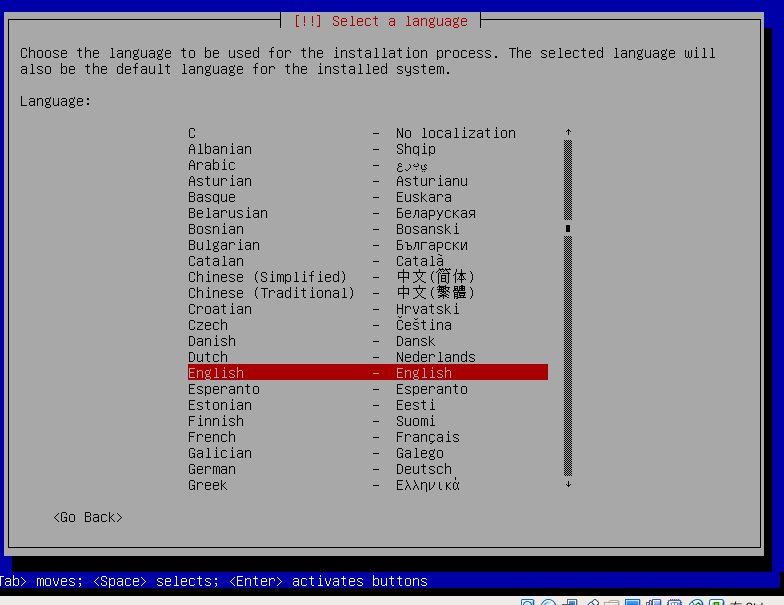 [!!] Select a language
Choose the language to be used for the installation process. The selected language will
also be the default language for the installed system.
Language:
C - No localization
Albanian - Shqip
Arabic - عربي
Asturian - Asturianu
Basque - Euskara
Belarusian - Беларуская
Bosnian - Bosanski
Bulgarian - Български
Catalan - Català
Chinese (Simplified) - 中文(简体)
Chinese (Traditional) - 中文(繁體)
Croatian - Hrvatski
Czech - Čeština
Danish - Dansk
Dutch - Nederlands
English - English
Esperanto - Esperanto
Estonian - Eesti
Finnish - Suomi
French - Français
Galician - Galego
German - Deutsch
Greek - Ελληνικά
<Go Back>
Tab> moves; <Space> selects; <Enter> activates buttons